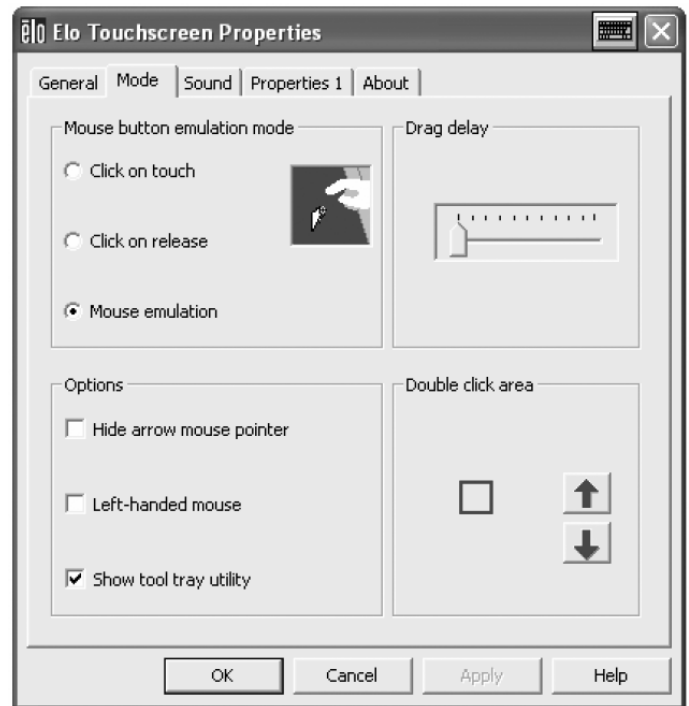 ēlo Elo Touchscreen Properties
General Mode Sound Properties 1 About
Mouse button emulation mode
Click on touch
Click on release
Mouse emulation
Drag delay
Options
Hide arrow mouse pointer
Left-handed mouse
Show tool tray utility
Double click area
OK Cancel Apply Help